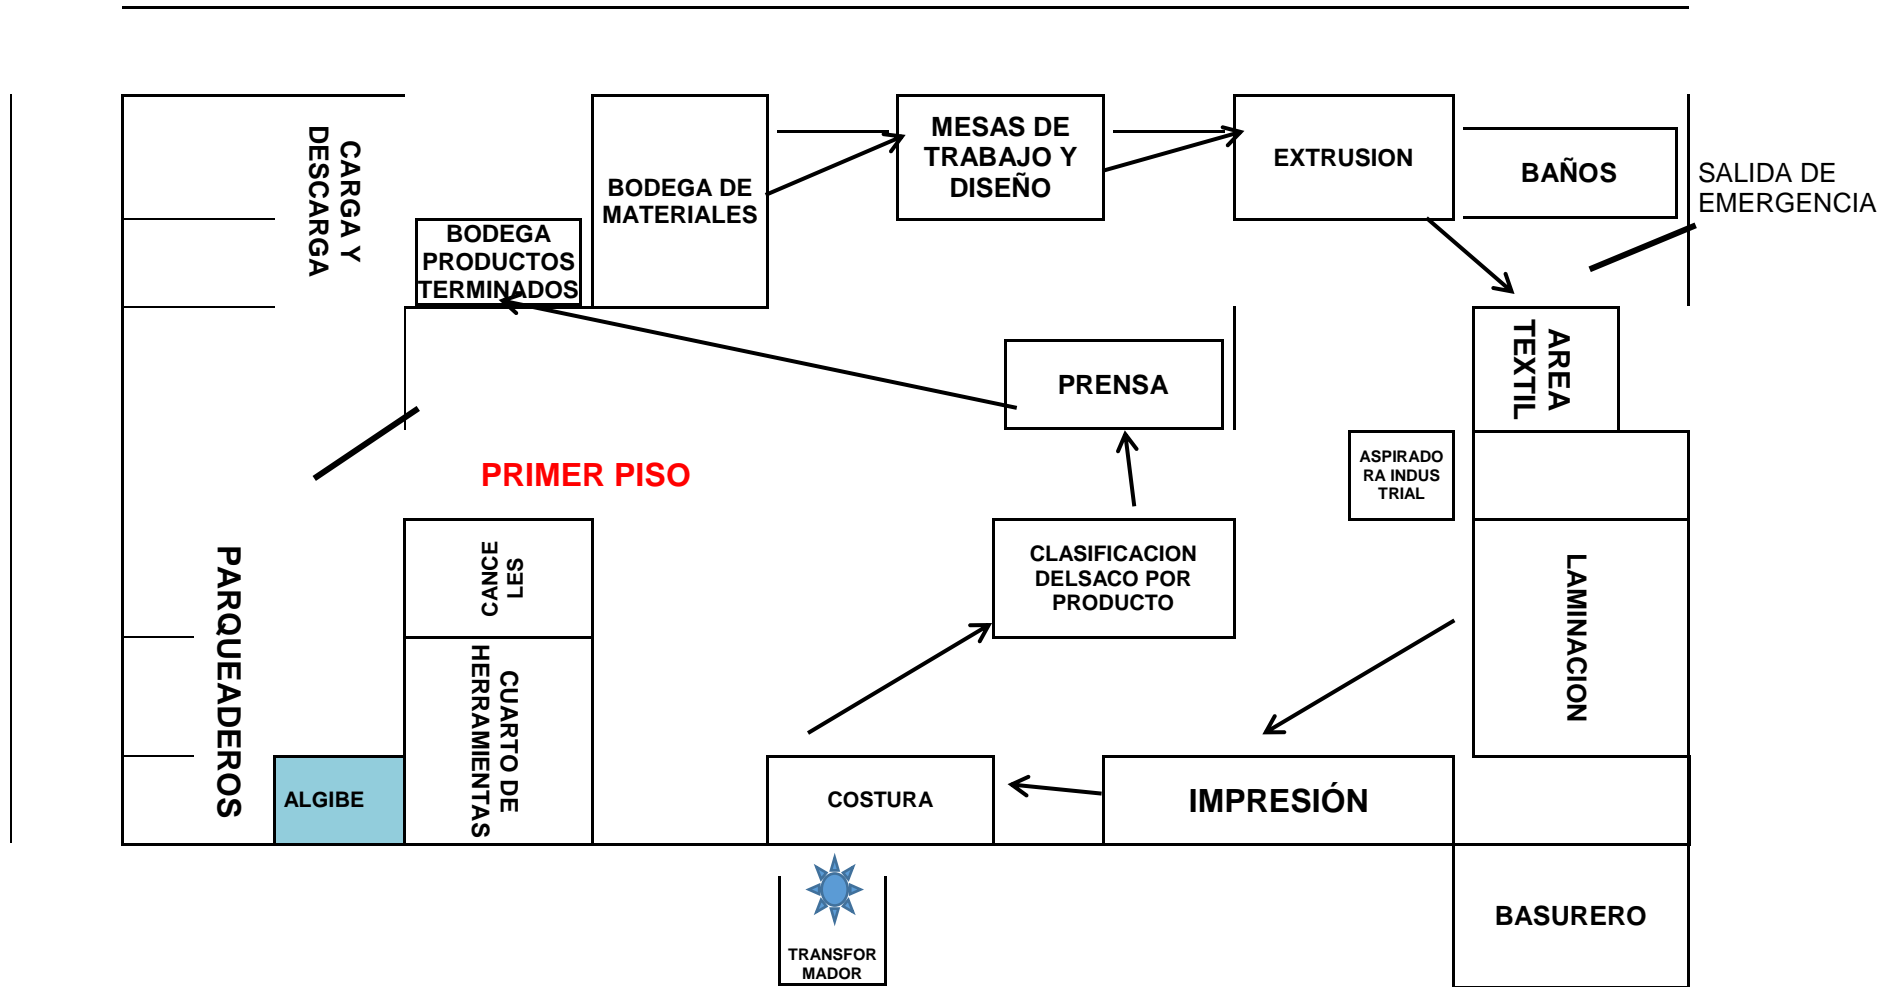 CARGA Y
DESCARGA
BODEGA DE
MATERIALES
MESAS DE
TRABAJO Y
DISEÑO
EXTRUSION
BAÑOS
SALIDA DE
EMERGENCIA
BODEGA
PRODUCTOS
TERMINADOS
AREA
TEXTIL
PRENSA
PRIMER PISO
ASPIRADO
RA INDUS
TRIAL
CANCE
LES
CLASIFICACION
DELSACO POR
PRODUCTO
LAMINACION
PARQUEADEROS
CUARTO DE
HERRAMIENTAS
ALGIBE
COSTURA
IMPRESIÓN
TRANSFOR
MADOR
BASURERO